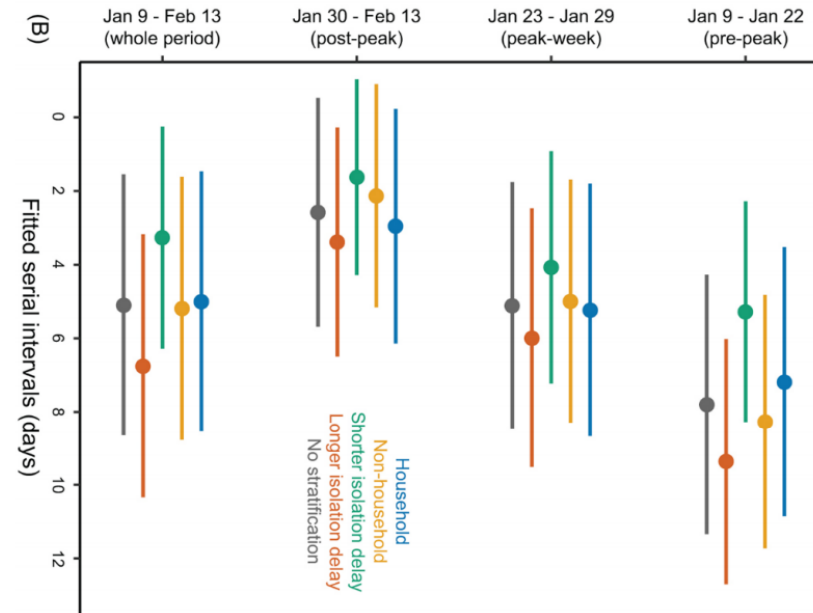 (B)
Jan 9 - Feb 13
(whole period)
Jan 30 - Feb 13
(post-peak)
Jan 23 - Jan 29
(peak-week)
Jan 9 - Jan 22
(pre-peak)
Fitted serial intervals (days)
0
2
4
6
8
10
12
Household
Non-household
Shorter isolation delay
Longer isolation delay
No stratification